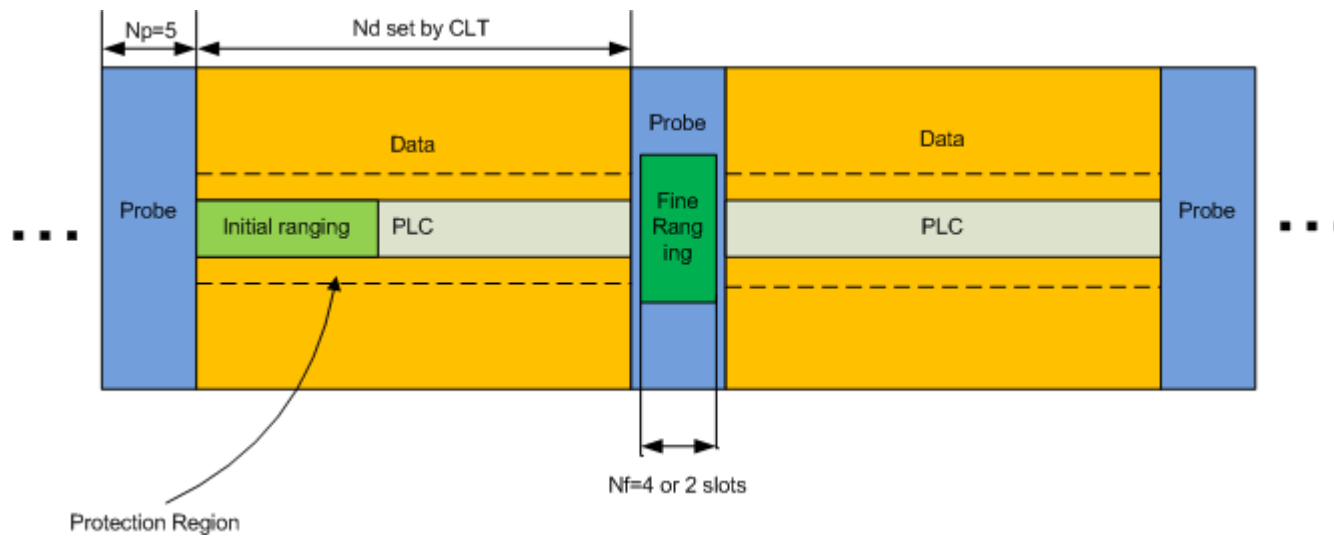 Np=5
Nd set by CLT
Probe
Data
Initial ranging
PLC
Probe
Fine
Rang
ing
Data
PLC
Probe
Nf=4 or 2 slots
Protection Region